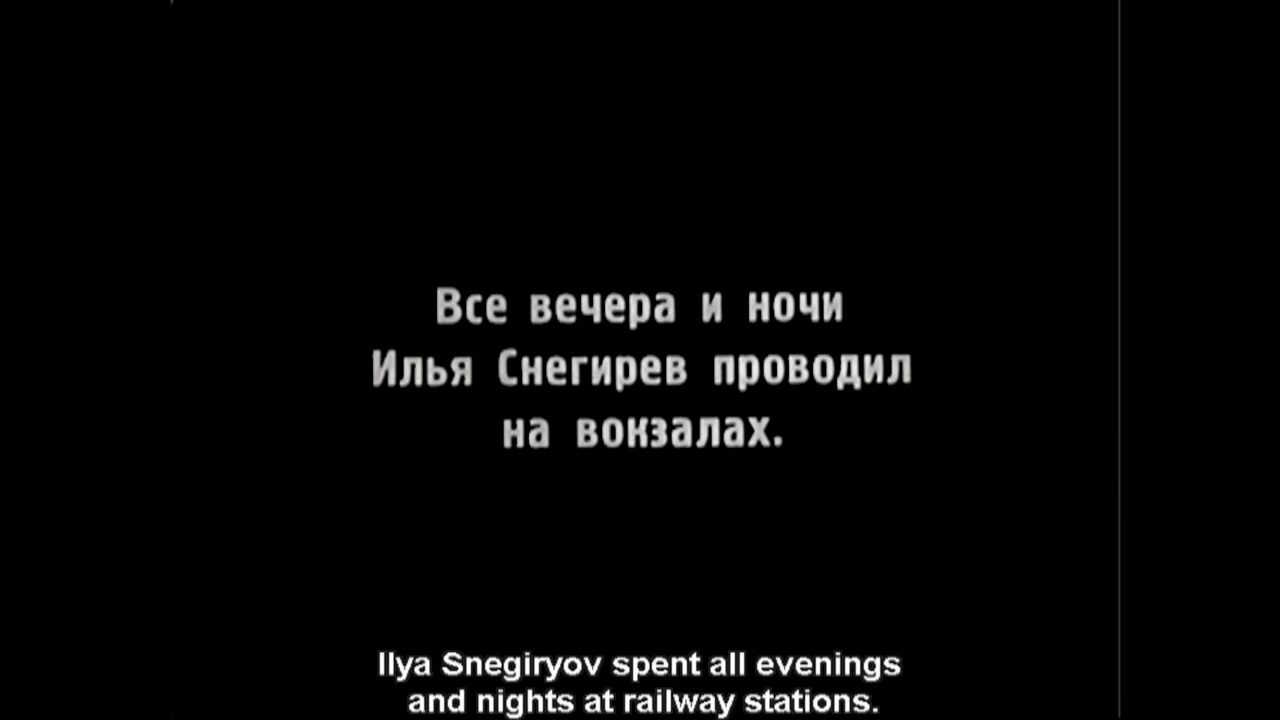 Все вечера и ночи
Илья Снегирев проводил
на вокзалах.
Ilya Snegiryov spent all evenings
and nights at railway stations.